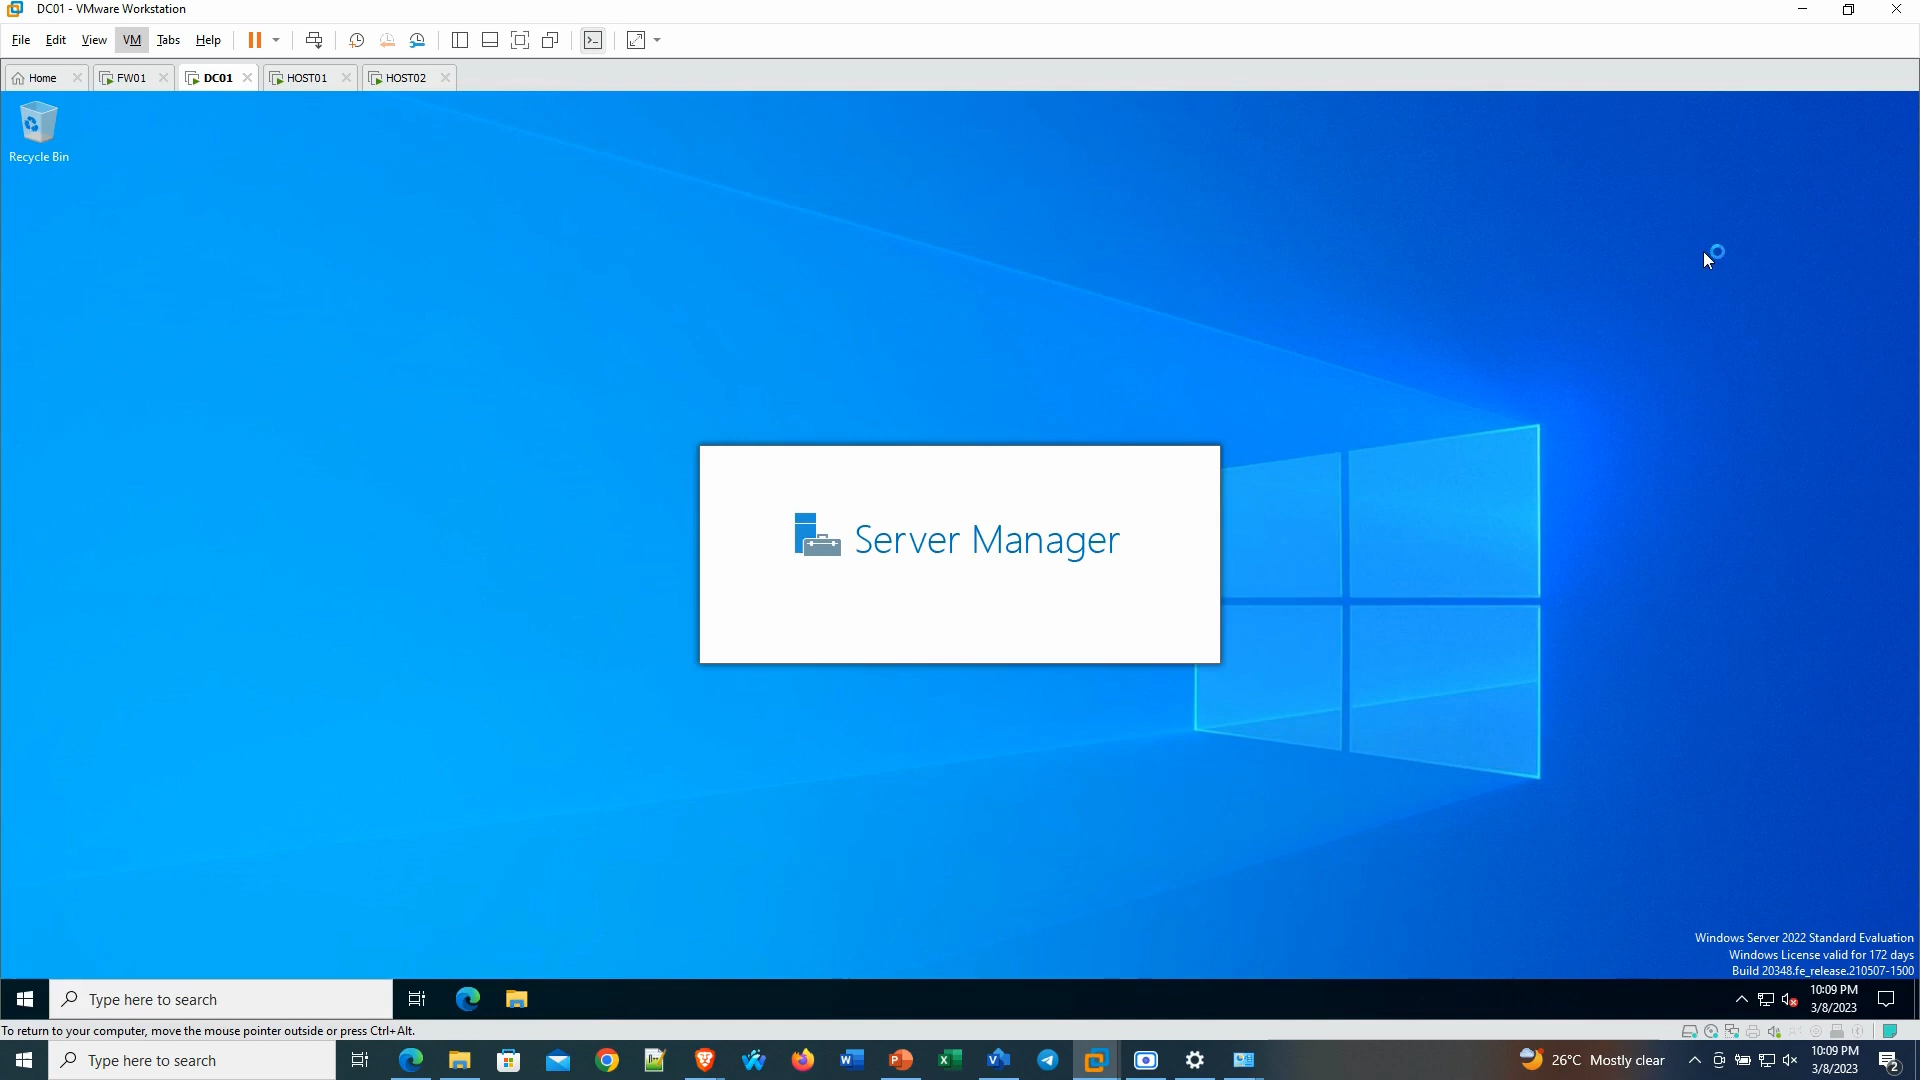 DC01 - VMware Workstation
File Edit View VM Tabs Help
Home FW01 DC01 HOST01 HOST02
Recycle Bin
Server Manager
Windows Server 2022 Standard Evaluation
Windows License valid for 172 days
Build 20348.fe_release.210507-1500
Type here to search
10:09 PM
3/8/2023
To return to your computer, move the mouse pointer outside or press Ctrl+Alt.
Type here to search
26°C Mostly clear
10:09 PM
3/8/2023
2